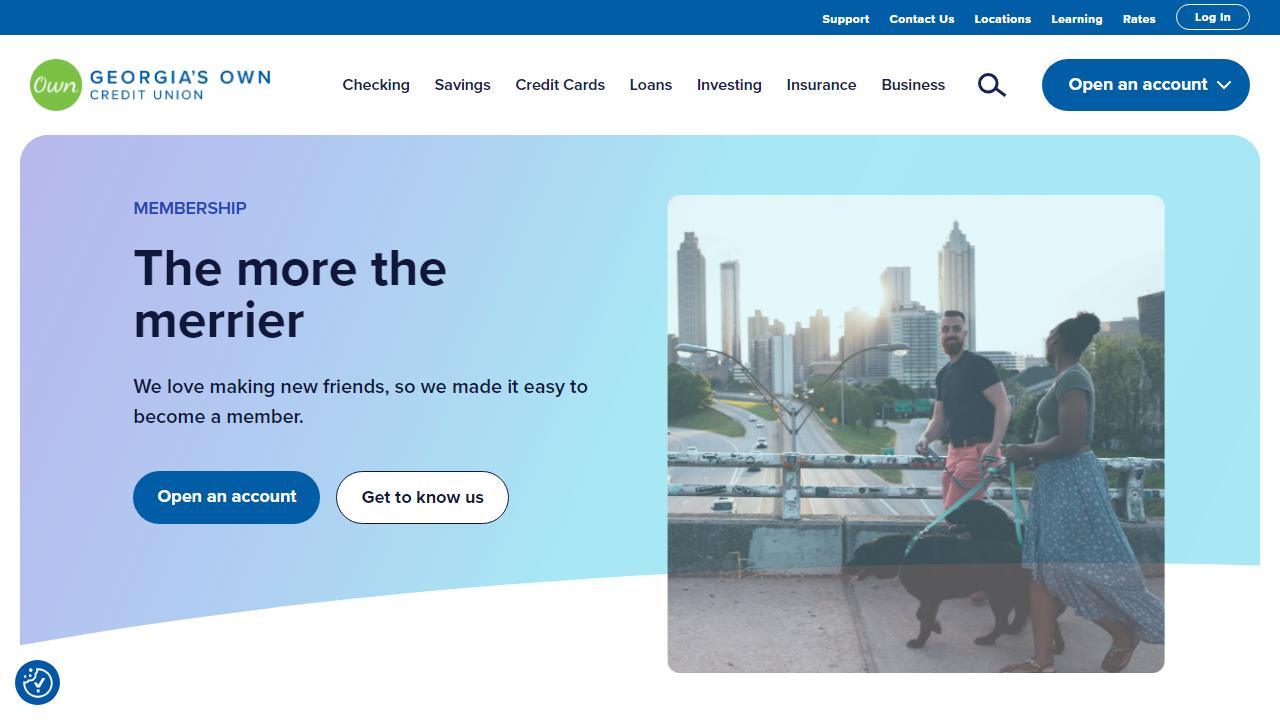 Support Contact Us Locations Learning Rates Log In
Own GEORGIA'S OWN
CREDIT UNION
Checking Savings Credit Cards Loans Investing Insurance Business Open an account
MEMBERSHIP
The more the
merrier
We love making new friends, so we made it easy to
become a member.
Open an account Get to know us